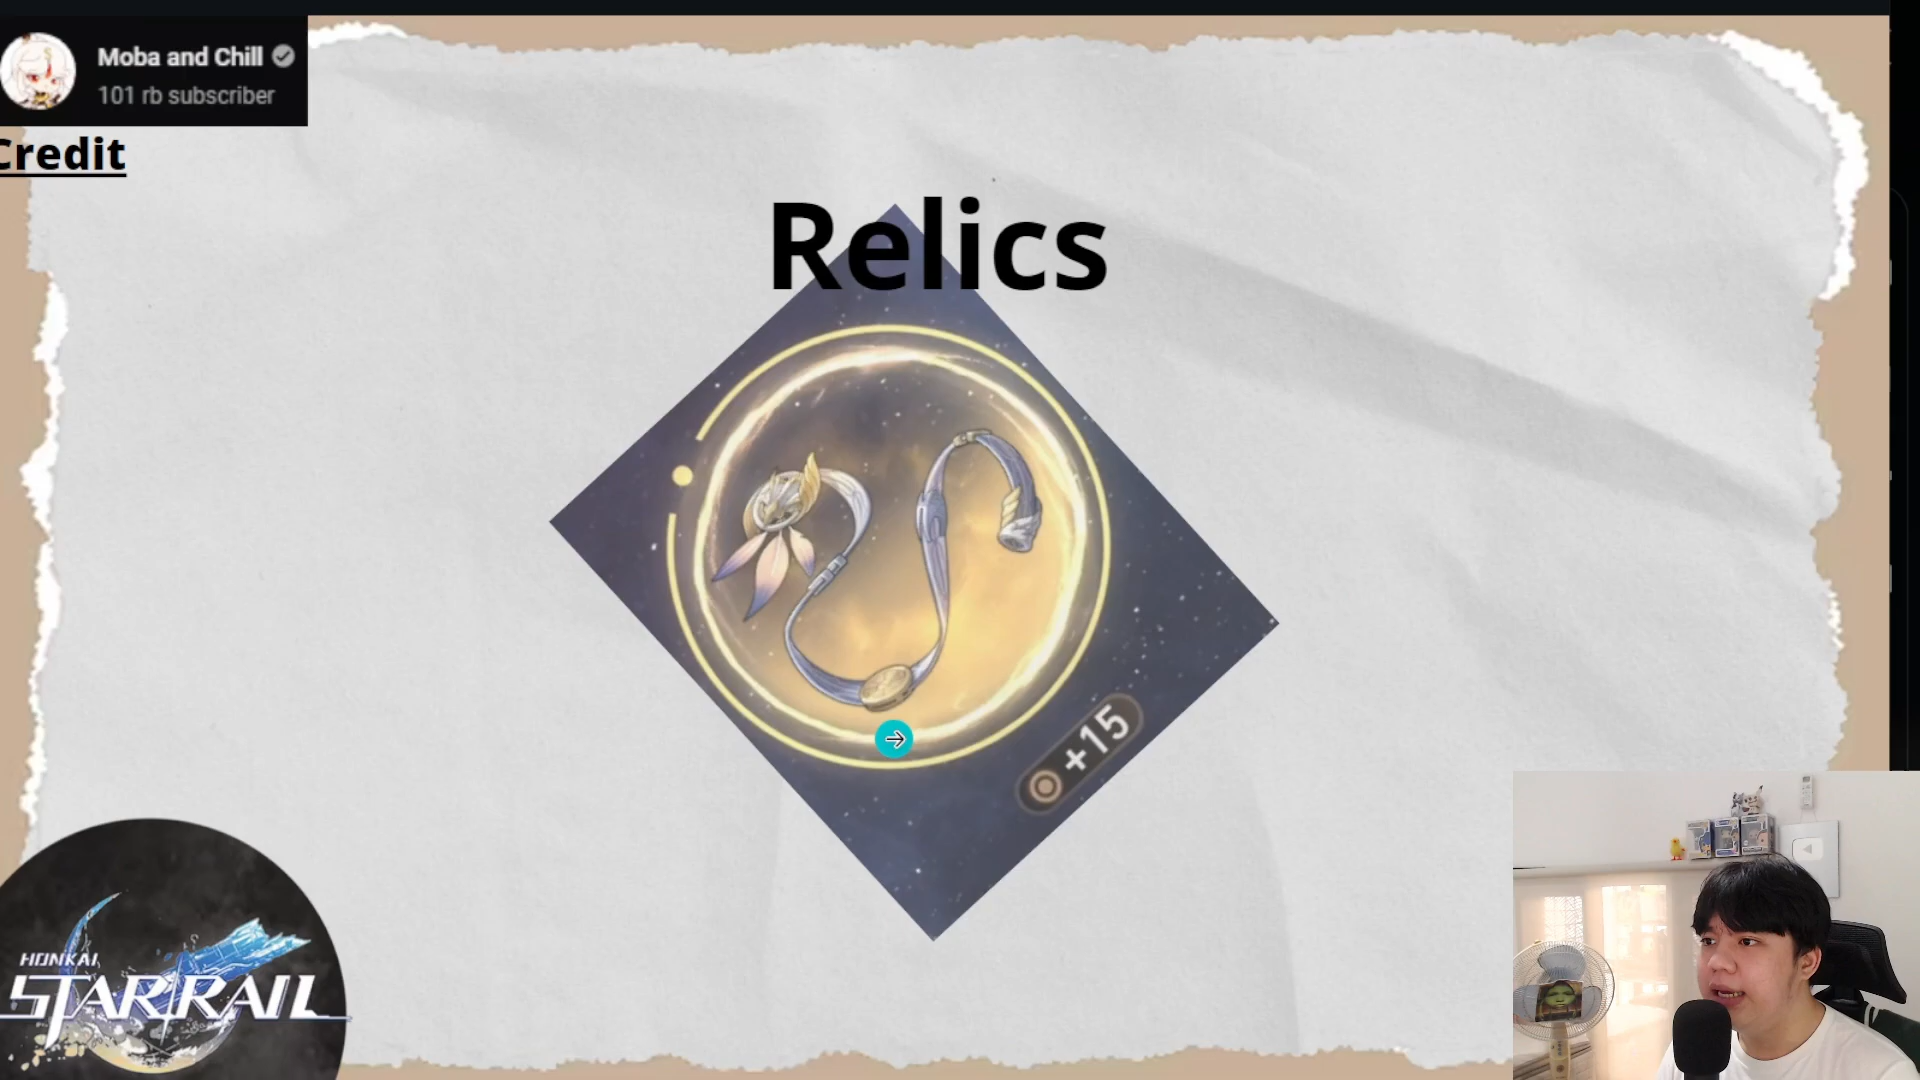 Moba and Chill
101 rb subscriber
Credit
Relics
+15
HONKAI
STAR RAIL